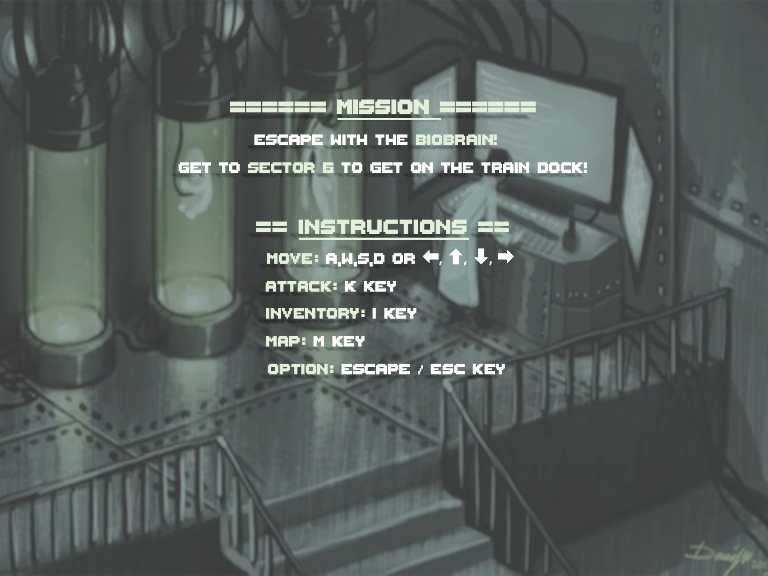 ====== MISSION ======
ESCAPE WITH THE BIOBRAIN!
GET TO SECTOR 6 TO GET ON THE TRAIN DOCK!
== INSTRUCTIONS ==
MOVE: A,W,S,D OR ←, ↑, ↓, →
ATTACK: K KEY
INVENTORY: I KEY
MAP: M KEY
OPTION: ESCAPE / ESC KEY